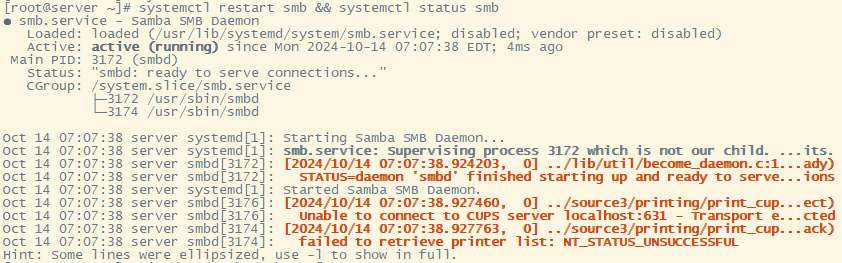 [root@server ~]# systemctl restart smb && systemctl status smb
● smb.service - Samba SMB Daemon
   Loaded: loaded (/usr/lib/systemd/system/smb.service; disabled; vendor preset: disabled)
   Active: active (running) since Mon 2024-10-14 07:07:38 EDT; 4ms ago
 Main PID: 3172 (smbd)
   Status: "smbd: ready to serve connections..."
   CGroup: /system.slice/smb.service
           ├─3172 /usr/sbin/smbd
           └─3174 /usr/sbin/smbd

Oct 14 07:07:38 server systemd[1]: Starting Samba SMB Daemon...
Oct 14 07:07:38 server systemd[1]: smb.service: Supervising process 3172 which is not our child. ...its.
Oct 14 07:07:38 server smbd[3172]: [2024/10/14 07:07:38.924203,  0] ../lib/util/become_daemon.c:1...ady)
Oct 14 07:07:38 server smbd[3172]:   STATUS=daemon 'smbd' finished starting up and ready to serve...ions
Oct 14 07:07:38 server systemd[1]: Started Samba SMB Daemon.
Oct 14 07:07:38 server smbd[3176]: [2024/10/14 07:07:38.927460,  0] ../source3/printing/print_cup...ect)
Oct 14 07:07:38 server smbd[3176]:   Unable to connect to CUPS server localhost:631 - Transport e...cted
Oct 14 07:07:38 server smbd[3174]: [2024/10/14 07:07:38.927763,  0] ../source3/printing/print_cup...ack)
Oct 14 07:07:38 server smbd[3174]:   failed to retrieve printer list: NT_STATUS_UNSUCCESSFUL
Hint: Some lines were ellipsized, use -l to show in full.